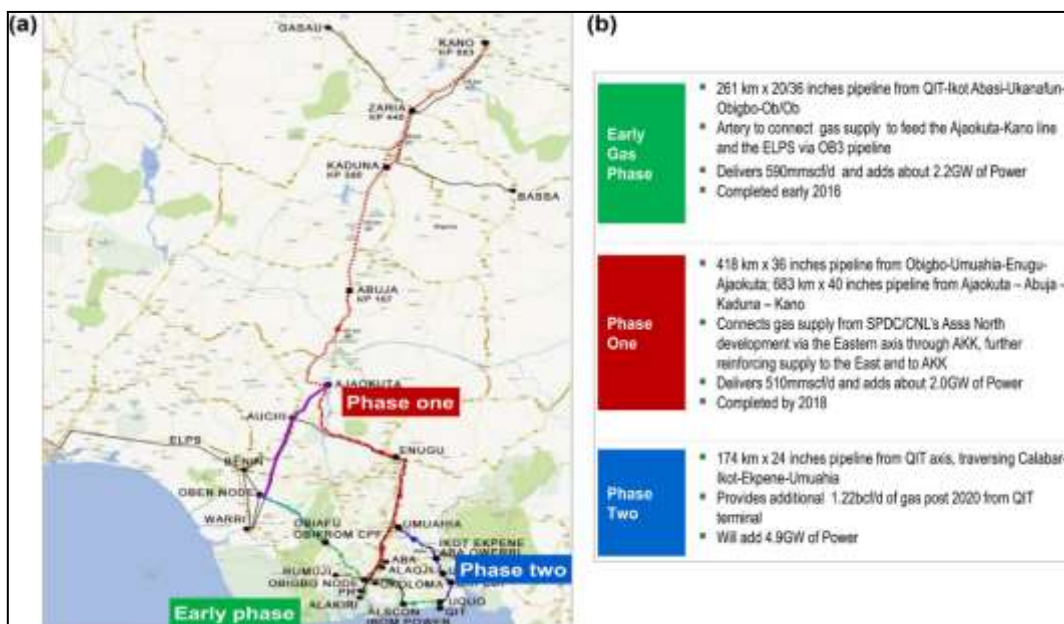 (a)
GASAU
KANO
KP 683
ZARIA
KP 440
KADUNA
BASSA
ABUJA
KP 167
AJAOKUTA
Phase one
AUCHI
ELPS
ENUGU
BENIN
OBEN NODE
WARRI
OBIAFU
OBIKROM CPF
UMUAHIA
IKOT EKPENE
ABA OWERRI
ABA
ALAOJI
Phase two
RUMUJI
OBIGBO NODE
OKOLOMA
PH
ALAKIRI
UQUO
QIT
ALSCON
IBOM POWER
Early phase
(b)
Early
Gas
Phase
261 km x 20/36 inches pipeline from QIT-Ikot Abasi-Ukanafun-
Obigbo-Ob/Ob
Artery to connect gas supply to feed the Ajaokuta-Kano line
and the ELPS via OB3 pipeline
Delivers 590mmscf/d and adds about 2.2GW of Power
Completed early 2016
Phase
One
418 km x 36 inches pipeline from Obigbo-Umuahia-Enugu-
Ajaokuta; 683 km x 40 inches pipeline from Ajaokuta – Abuja –
Kaduna – Kano
Connects gas supply from SPDC/CNL's Assa North
development via the Eastern axis through AKK, further
reinforcing supply to the East and to AKK
Delivers 510mmscf/d and adds about 2.0GW of Power
Completed by 2018
Phase
Two
174 km x 24 inches pipeline from QIT axis, traversing Calabar-
Ikot-Ekpene-Umuahia
Provides additional 1.22bcf/d of gas post 2020 from QIT
terminal
Will add 4.9GW of Power